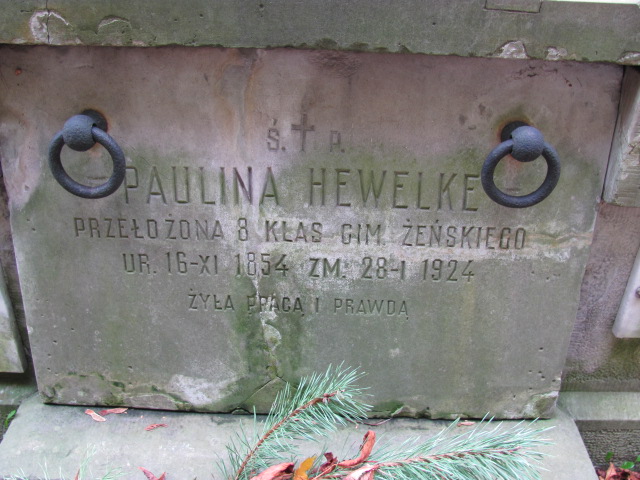 Ś. † P.
PAULINA HEWELKE
PRZEŁOŻONA 8 KLAS GIM. ŻEŃSKIEGO
UR. 16-XI 1854 ZM. 28-I 1924
ŻYŁA PRACĄ I PRAWDĄ